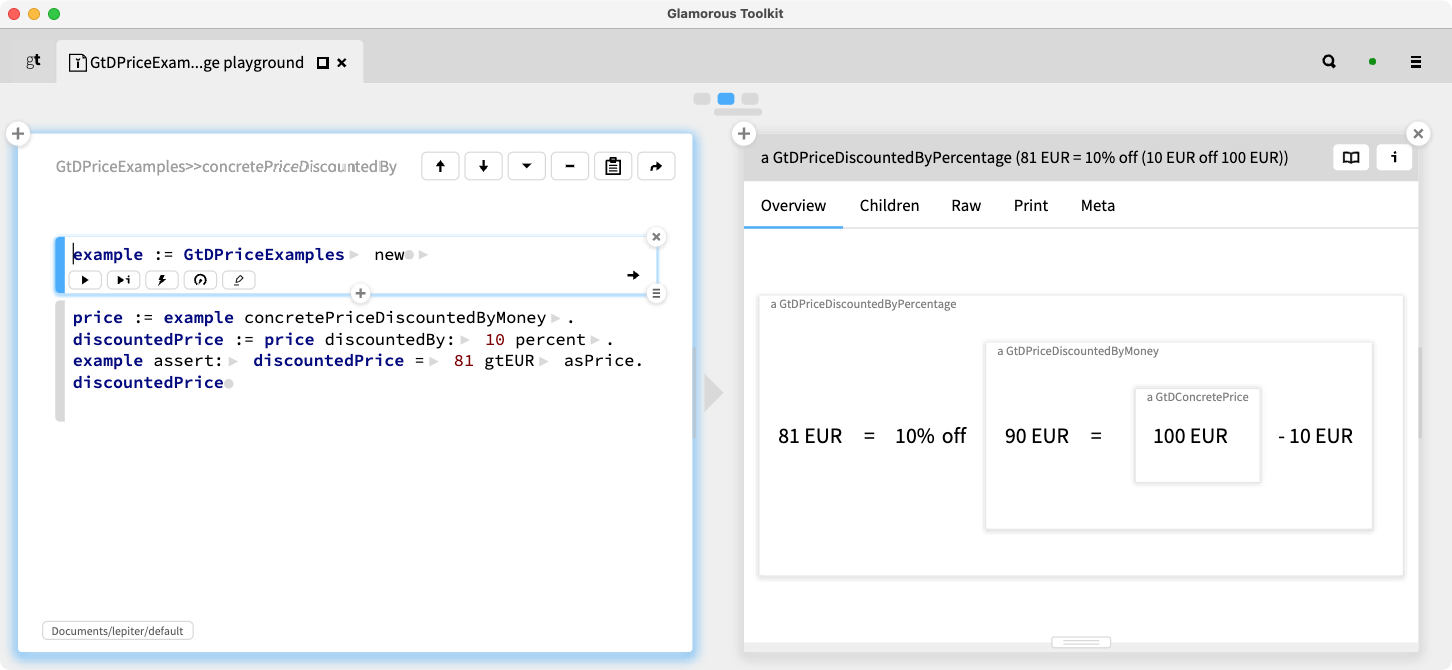 Glamorous Toolkit
gt
GtDPriceExam...ge playground
GtDPriceExamples>>concretePriceDiscountedBy
example := GtDPriceExamples new
price := example concretePriceDiscountedByMoney .
discountedPrice := price discountedBy: 10 percent .
example assert: discountedPrice = 81 gtEUR asPrice.
discountedPrice
Documents/lepiter/default
a GtDPriceDiscountedByPercentage (81 EUR = 10% off (10 EUR off 100 EUR))
Overview Children Raw Print Meta
a GtDPriceDiscountedByPercentage
a GtDPriceDiscountedByMoney
a GtDConcretePrice
81 EUR = 10% off 90 EUR = 100 EUR - 10 EUR